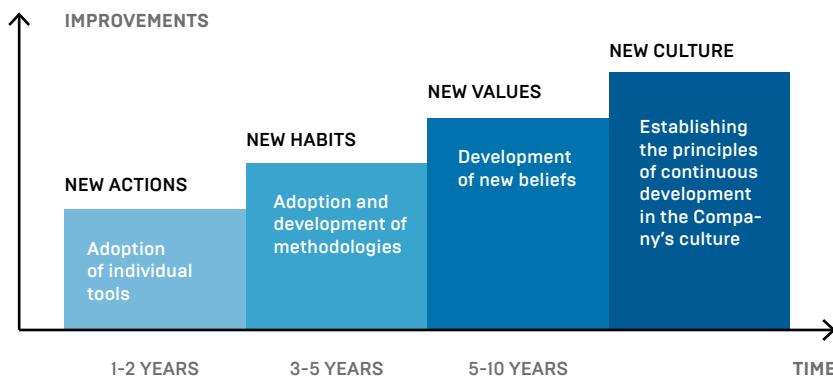 IMPROVEMENTS
NEW ACTIONS
Adoption
of individual
tools
NEW HABITS
Adoption and
development of
methodologies
NEW VALUES
Development
of new beliefs
NEW CULTURE
Establishing
the principles
of continuous
development
in the Compa-
ny's culture
1-2 YEARS
3-5 YEARS
5-10 YEARS
TIME